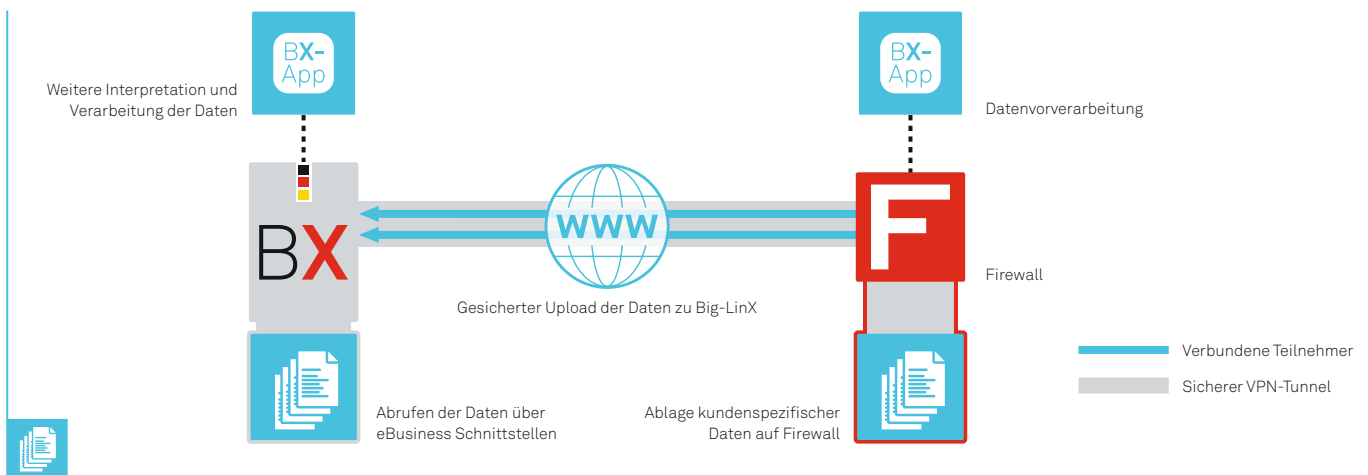 BX-
App
Weitere Interpretation und
Verarbeitung der Daten
BX-
App
Datenvorverarbeitung
BX
WWW
F
Firewall
Gesicherter Upload der Daten zu Big-LinX
Verbundene Teilnehmer
Sicherer VPN-Tunnel
Abrufen der Daten über
eBusiness Schnittstellen
Ablage kundenspezifischer
Daten auf Firewall